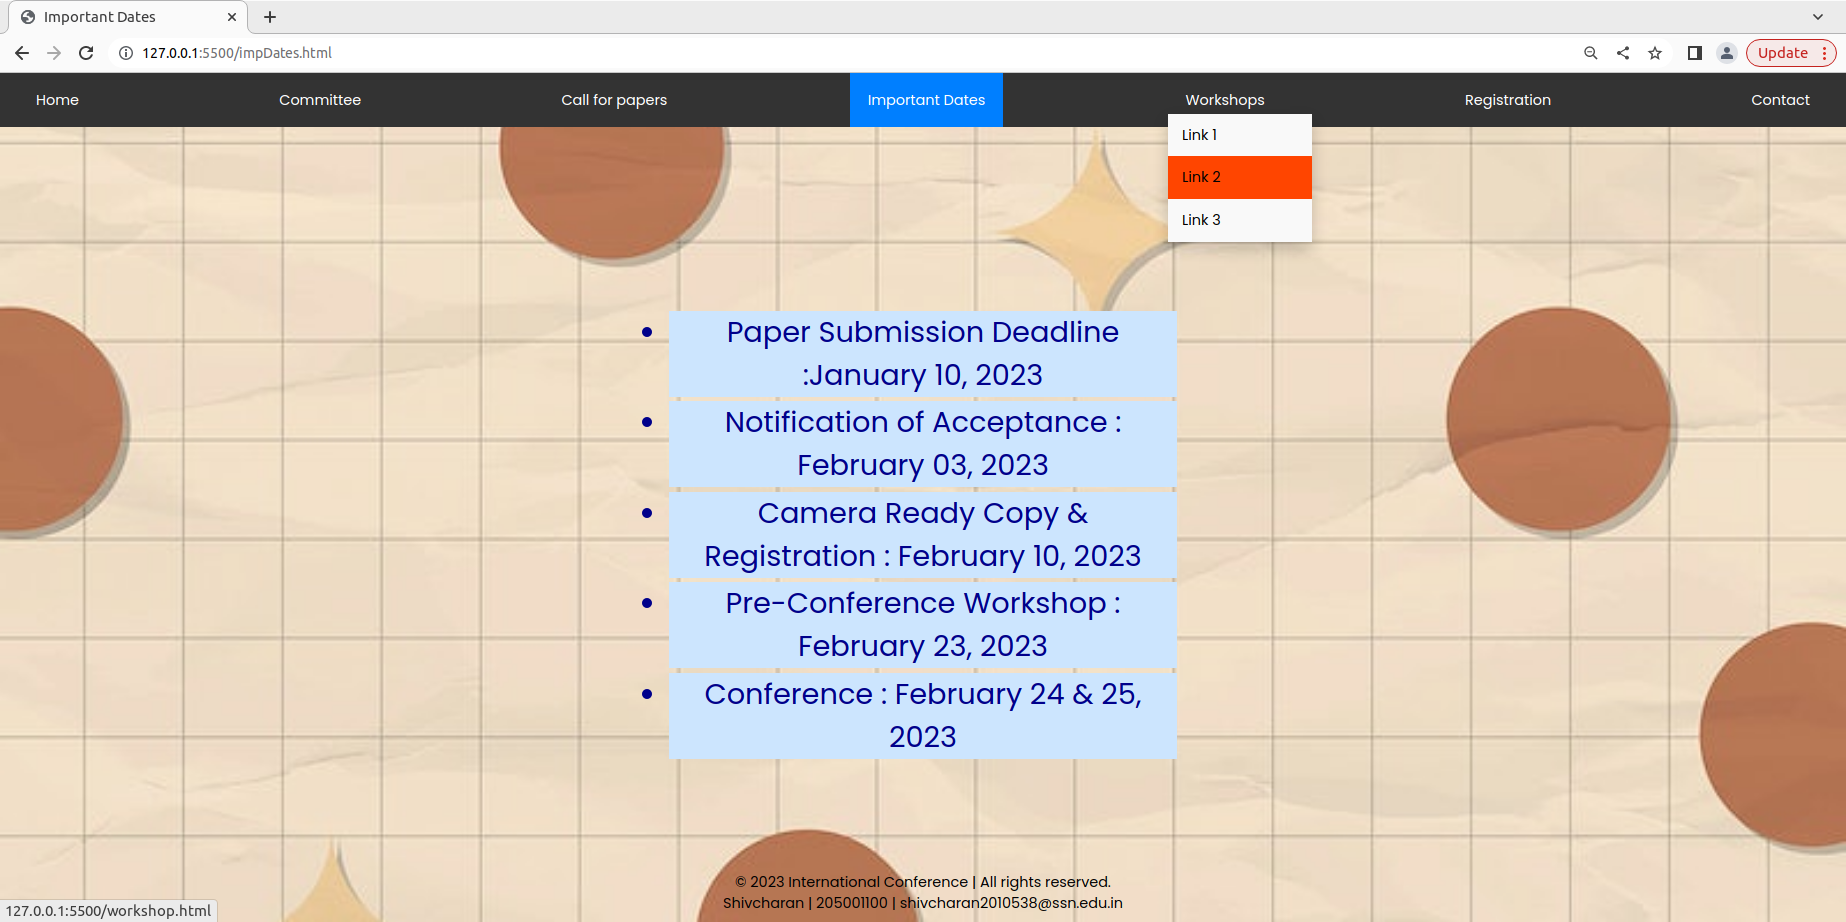 Important Dates
127.0.0.1:5500/impDates.html
Update
Home Committee Call for papers Important Dates Workshops Registration Contact
Link 1
Link 2
Link 3
Paper Submission Deadline
:January 10, 2023
Notification of Acceptance :
February 03, 2023
Camera Ready Copy &
Registration : February 10, 2023
Pre-Conference Workshop :
February 23, 2023
Conference : February 24 & 25,
2023
© 2023 International Conference | All rights reserved.
Shivcharan | 205001100 | shivcharan2010538@ssn.edu.in
127.0.0.1:5500/workshop.html